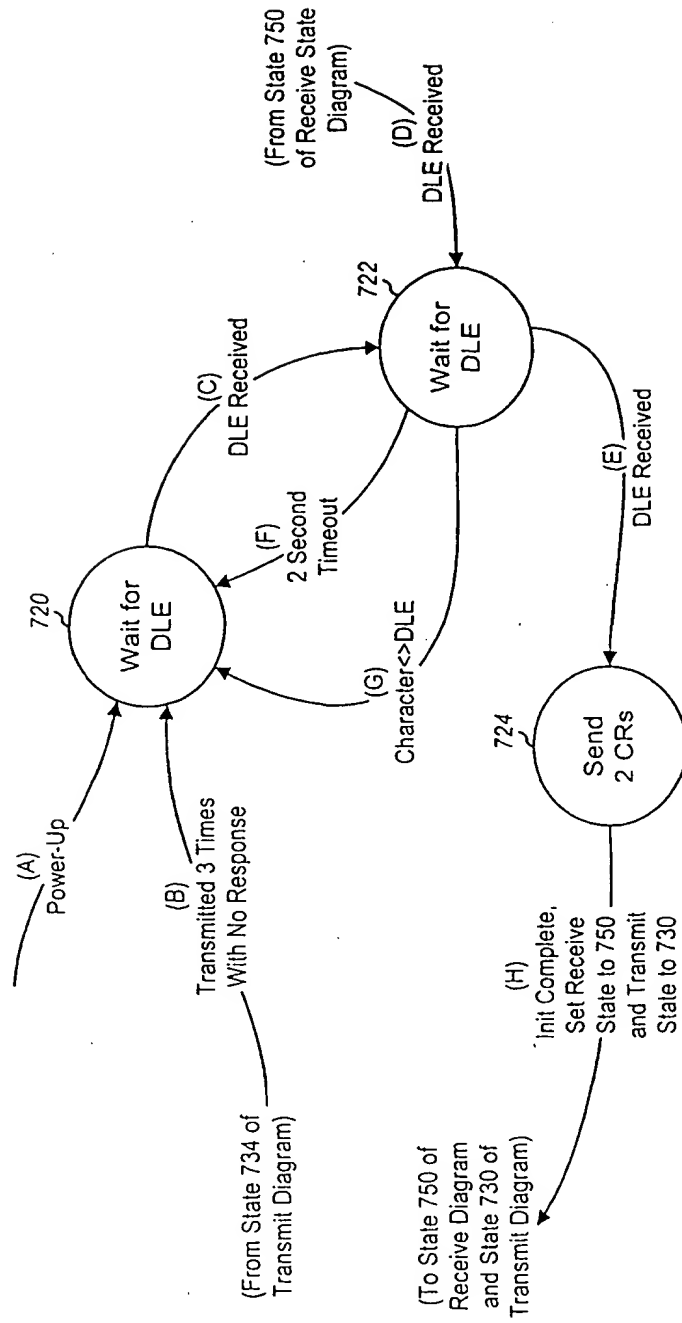 (A)
Power-Up
(B)
Transmitted 3 Times
With No Response
(From State 734 of
Transmit Diagram)
720
Wait for
DLE
(C)
DLE Received
(F)
2 Second
Timeout
(G)
Character<>DLE
722
Wait for
DLE
(From State 750
of Receive State
Diagram)
(D)
DLE Received
(E)
DLE Received
724
Send
2 CRs
(H)
Init Complete,
Set Receive
State to 750
and Transmit
State to 730
(To State 750 of
Receive Diagram
and State 730 of
Transmit Diagram)